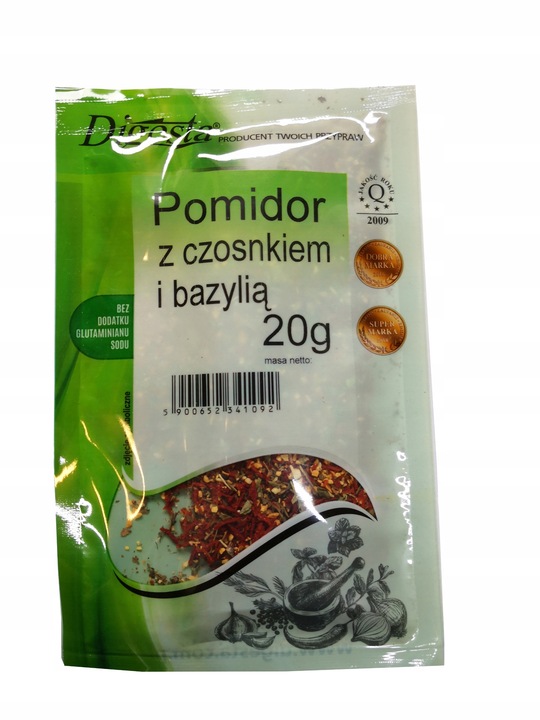 Digesta®
PRODUCENT TWOICH PRZYPRAW
JAKOŚĆ ROKU
Q
2009
Pomidor
z czosnkiem
i bazylią
20g
masa netto:
DOBRA
MARKA
SUPER
MARKA
BEZ
DODATKU
GLUTAMINIANU
SODU
5 900652 341092